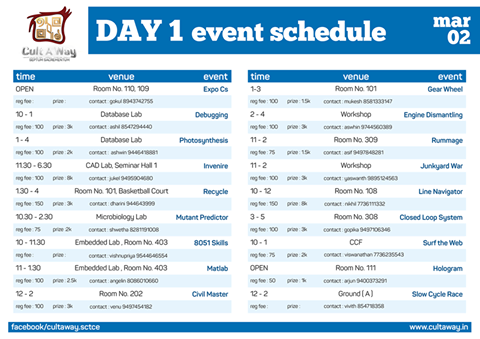 Cult A Way
DAY 1 event schedule
mar
02
time venue event
OPEN Room No. 110, 109 Expo Cs
reg fee : prize : contact : gokul 8943742755
10 - 1 Database Lab Debugging
reg fee : 100 prize : 3k contact : ashil 8547294440
1 - 4 Database Lab Photosynthesis
reg fee : 100 prize : 2k contact : ashwin 9446418881
11.30 - 6.30 CAD Lab, Seminar Hall 1 Invenire
reg fee : 100 prize : 8k contact : jukel 9495904680
1.30 - 4 Room No. 101, Basketball Court Recycle
reg fee : 150 prize : 3k contact : dharini 944643999
10.30 - 2.30 Microbiology Lab Mutant Predictor
reg fee : 75 prize 2k contact : shwetha 8281191008
10 - 11.30 Embedded Lab , Room No. 403 8051 Skills
reg fee : prize : contact : vishnupriya 9544646554
11 - 1.30 Embedded Lab , Room No. 403 Matlab
reg fee : 100 prize : 2.5k contact : angelin 8086010660
12 - 2 Room No. 202 Civil Master
reg fee : 100 prize : 3k contact : venu 9497454182
time venue event
1-3 Room No. 101 Gear Wheel
reg fee : 100 prize : 1.5k contact : mukesh 8581333147
2 - 4 Workshop Engine Dismantling
reg fee : 100 prize : 3k contact : aswhin 9744560389
11 - 2 Room No. 309 Rummage
reg fee : 75 prize : 1.5k contact : asif 9497848281
11 - 2 Workshop Junkyard War
reg fee : 100 prize : 3k contact : yaswanth 9895124563
10 - 12 Room No. 108 Line Navigator
reg fee : 150 prize : 8k contact : nikhil 7736111332
3 - 5 Room No. 308 Closed Loop System
reg fee : 100 prize : 3k contact : gopika 9497106346
10 - 1 CCF Surf the Web
reg fee : 75 prize : 2k contact : viswanathan 7736235543
OPEN Room No. 111 Hologram
reg fee : 50 prize : 1k contact : arjun 9400373291
12 - 2 Ground ( A ) Slow Cycle Race
reg fee : prize : contact : vivith 854718358
facebook/cultaway.sctce www.cultaway.in